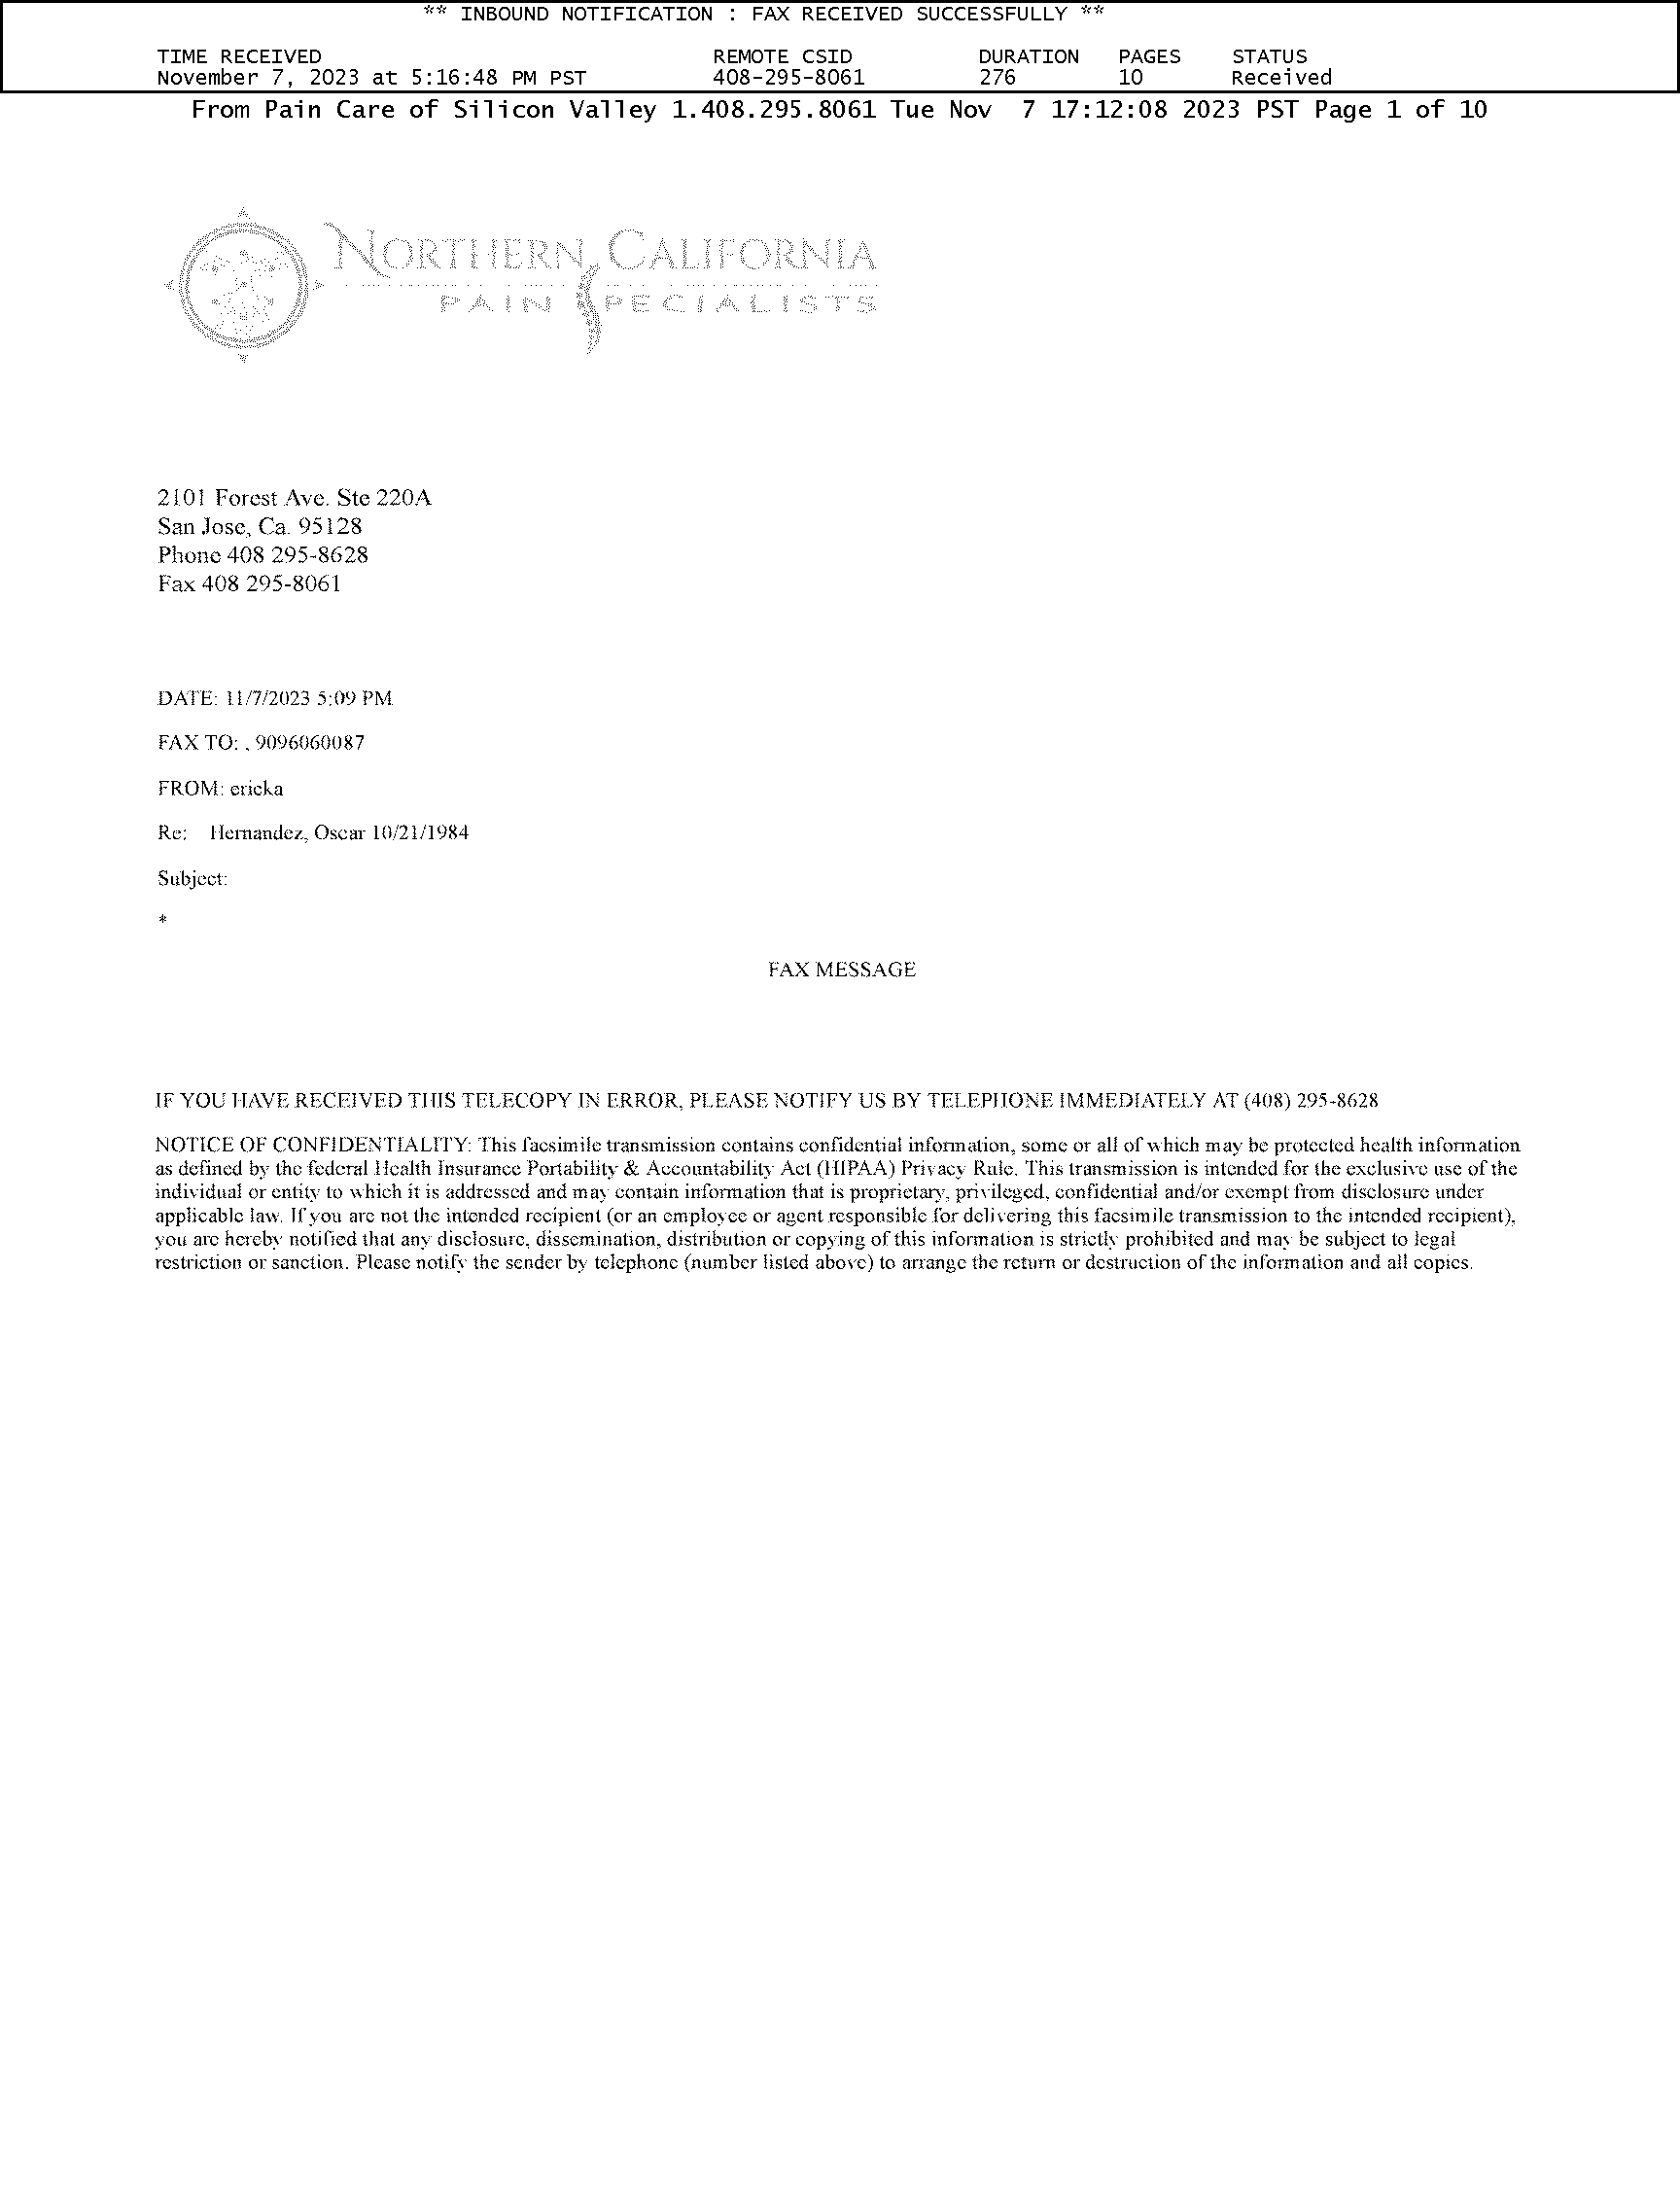 ** INBOUND NOTIFICATION : FAX RECEIVED SUCCESSFULLY **
TIME RECEIVED REMOTE CSID DURATION PAGES STATUS
November 7, 2023 at 5:16:48 PM PST 408-295-8061 276 10 Received
From Pain Care of Silicon Valley 1.408.295.8061 Tue Nov 7 17:12:08 2023 PST Page 1 of 10
NORTHERN CALIFORNIA
PAIN SPECIALISTS
2101 Forest Ave. Ste 220A
San Jose, Ca. 95128
Phone 408 295-8628
Fax 408 295-8061
DATE: 11/7/2023 5:09 PM
FAX TO: , 9096060087
FROM: ericka
Re: Hernandez, Oscar 10/21/1984
Subject:
*
FAX MESSAGE
IF YOU HAVE RECEIVED THIS TELECOPY IN ERROR, PLEASE NOTIFY US BY TELEPHONE IMMEDIATELY AT (408) 295-8628
NOTICE OF CONFIDENTIALITY: This facsimile transmission contains confidential information, some or all of which may be protected health information
as defined by the federal Health Insurance Portability & Accountability Act (HIPAA) Privacy Rule. This transmission is intended for the exclusive use of the
individual or entity to which it is addressed and may contain information that is proprietary, privileged, confidential and/or exempt from disclosure under
applicable law. If you are not the intended recipient (or an employee or agent responsible for delivering this facsimile transmission to the intended recipient),
you are hereby notified that any disclosure, dissemination, distribution or copying of this information is strictly prohibited and may be subject to legal
restriction or sanction. Please notify the sender by telephone (number listed above) to arrange the return or destruction of the information and all copies.